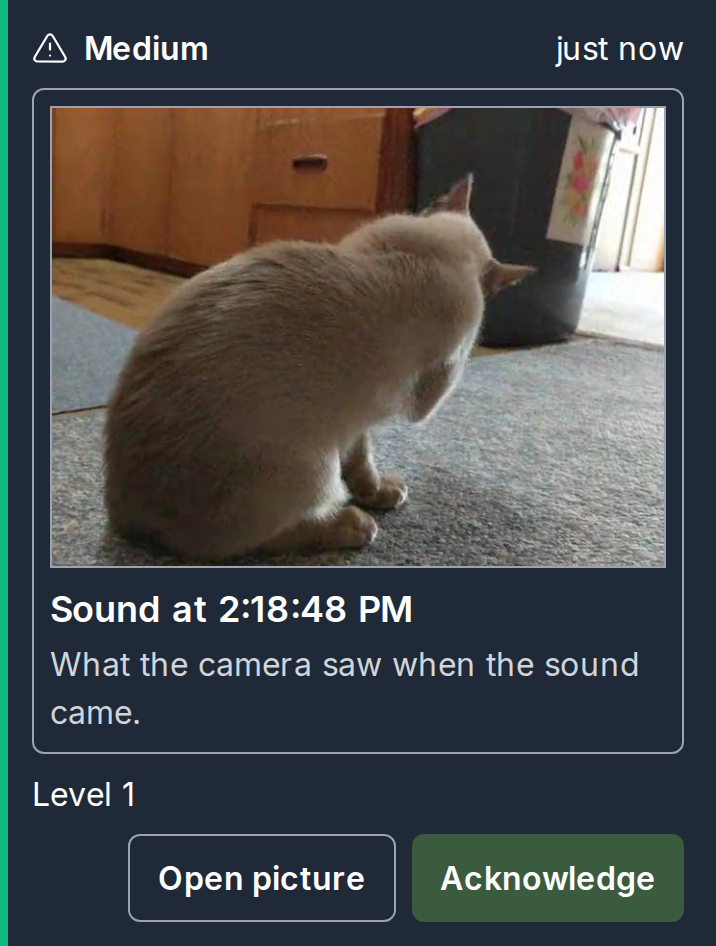 Medium
just now
Sound at 2:18:48 PM
What the camera saw when the sound
came.
Level 1
Open picture
Acknowledge